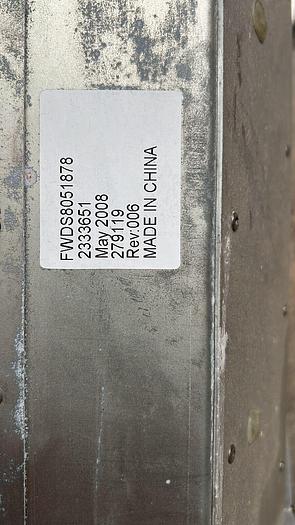 FWDS8051878
2333651
May 2008
279119
Rev:006
MADE IN CHINA